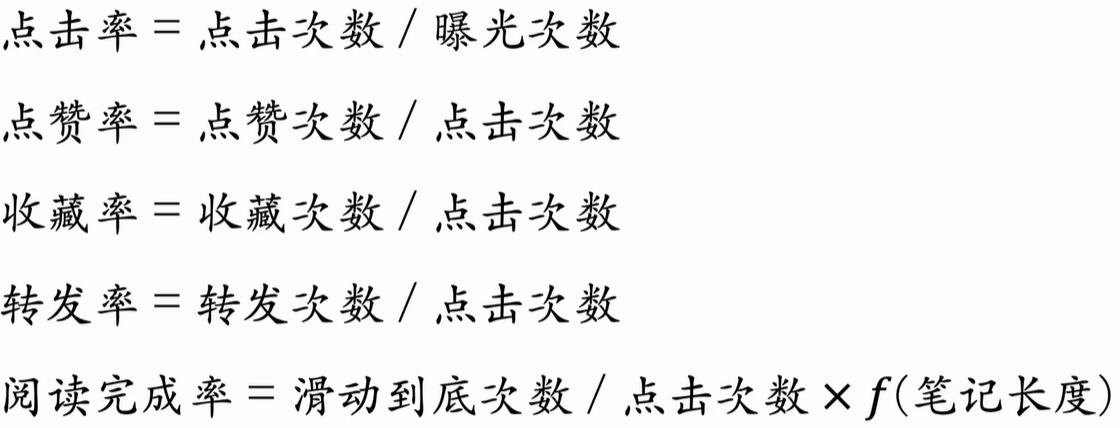 点击率 = 点击次数 / 曝光次数
点赞率 = 点赞次数 / 点击次数
收藏率 = 收藏次数 / 点击次数
转发率 = 转发次数 / 点击次数
阅读完成率 = 滑动到底次数 / 点击次数 × f(笔记长度)